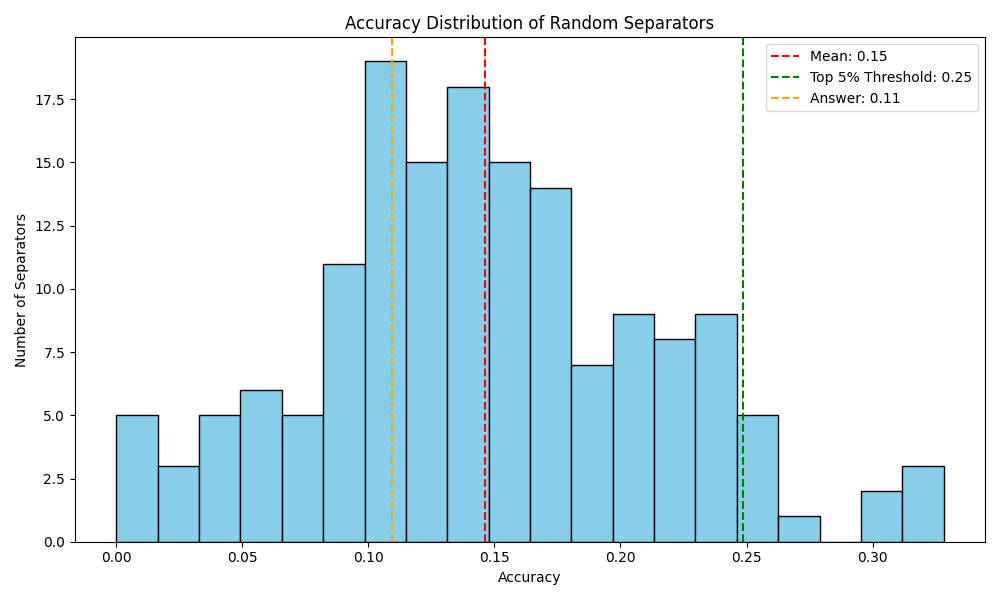 Accuracy Distribution of Random Separators
Mean: 0.15
Top 5% Threshold: 0.25
Answer: 0.11
Number of Separators
17.5
15.0
12.5
10.0
7.5
5.0
2.5
0.0
0.00 0.05 0.10 0.15 0.20 0.25 0.30
Accuracy